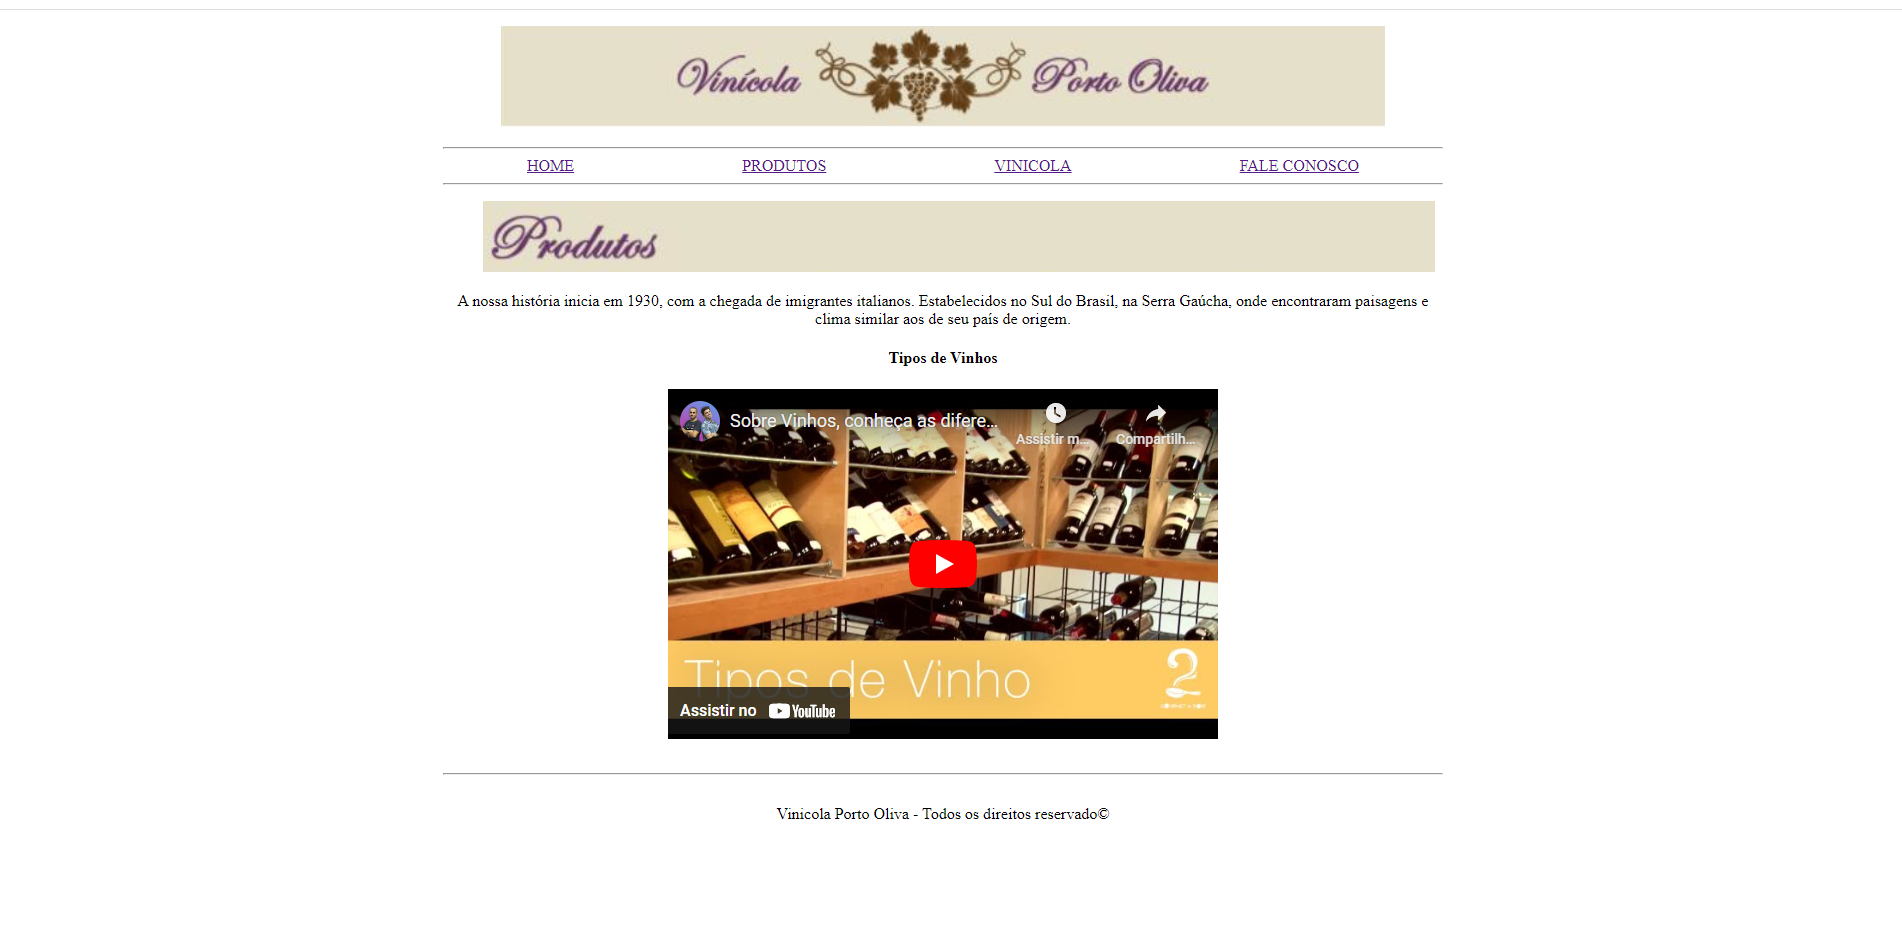 Vinícola Porto Oliva
HOME PRODUTOS VINICOLA FALE CONOSCO
Produtos
A nossa história inicia em 1930, com a chegada de imigrantes italianos. Estabelecidos no Sul do Brasil, na Serra Gaúcha, onde encontraram paisagens e
clima similar aos de seu país de origem.
Tipos de Vinhos
Sobre Vinhos, conheça as difere...
Assistir m... Compartilh...
Tipos de Vinho
2
Assistir no YouTube
Vinicola Porto Oliva - Todos os direitos reservado©